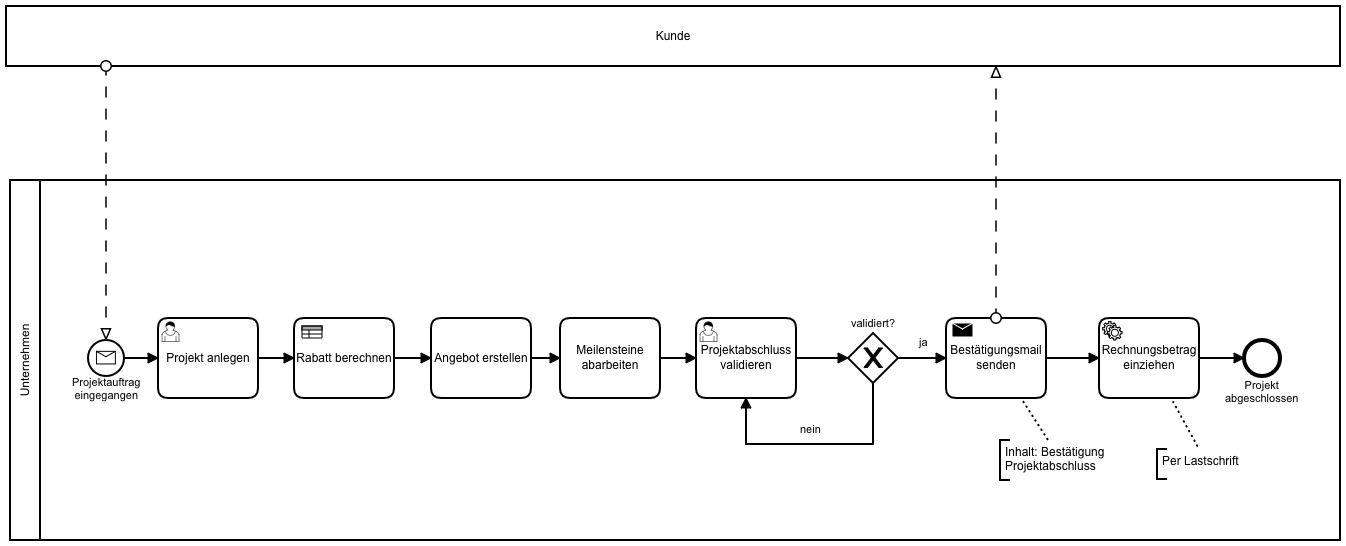 Kunde
Unternehmen
Projektauftrag
eingegangen
Projekt anlegen
Rabatt berechnen
Angebot erstellen
Meilensteine
abarbeiten
Projektabschluss
validieren
validiert?
ja
nein
Bestätigungsmail
senden
Rechnungsbetrag
einziehen
Projekt
abgeschlossen
Inhalt: Bestätigung
Projektabschluss
Per Lastschrift